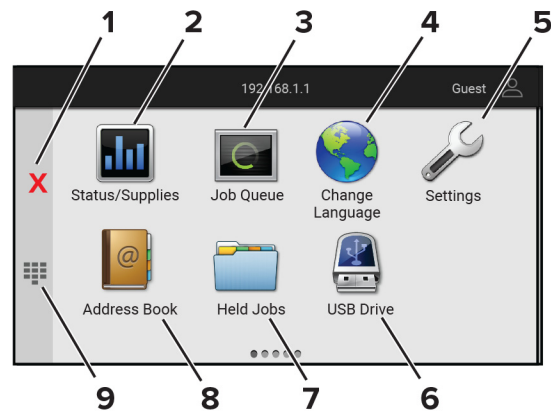 1 2 3 4 5
192.168.1.1 Guest
X
Status/Supplies Job Queue Change Language Settings
@
Address Book Held Jobs USB Drive
9 8 7 6